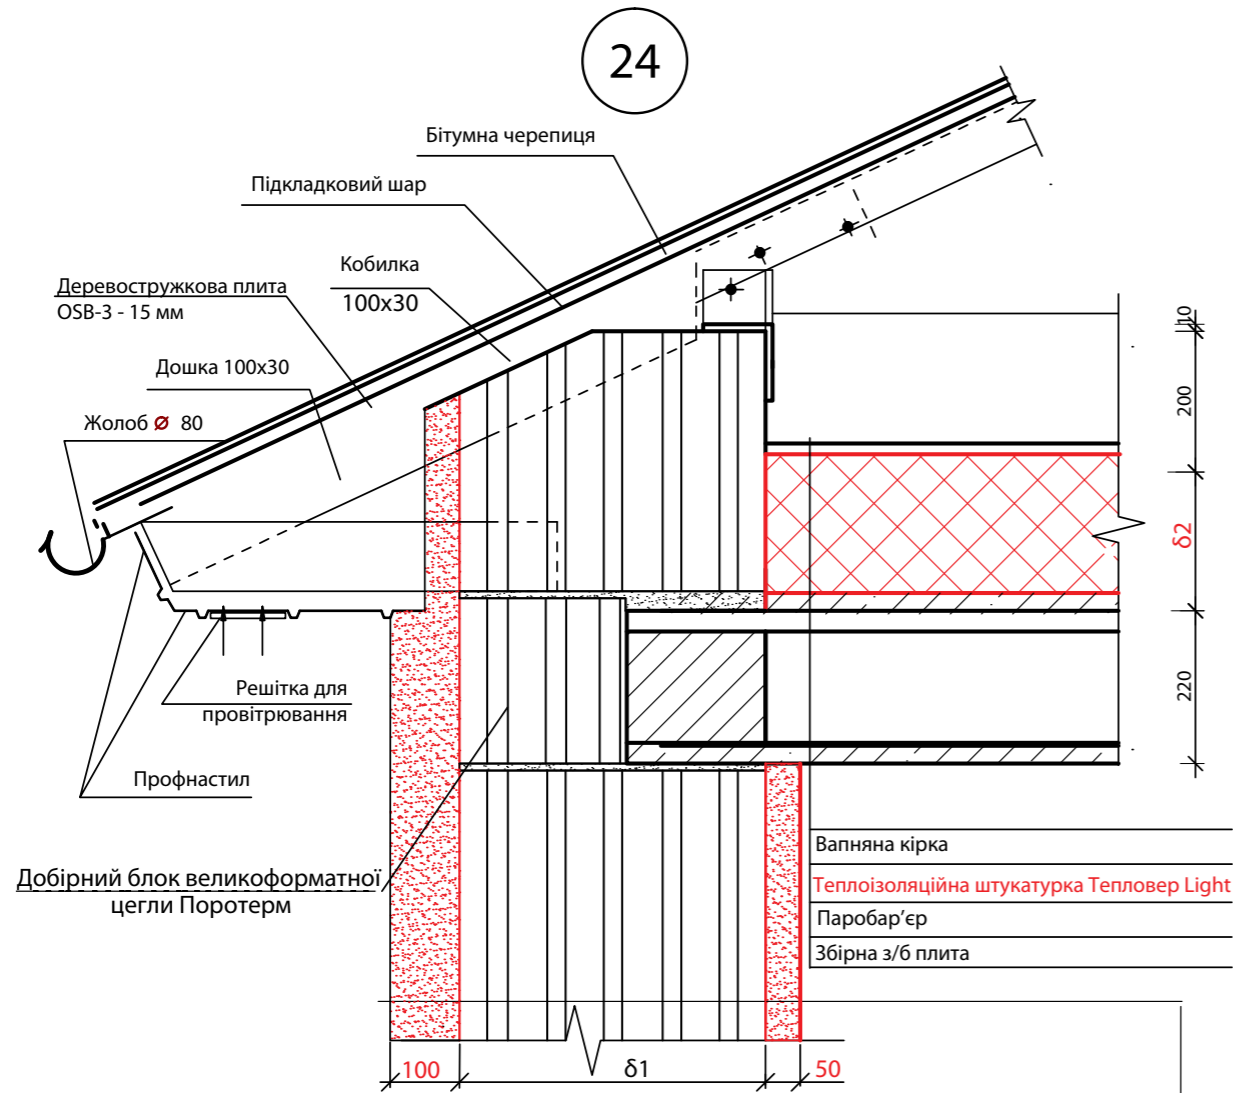 24
Бітумна черепиця
Підкладковий шар
Кобилка
100х30
Деревостружкова плита
OSB-3 - 15 мм
Дошка 100х30
Жолоб ⌀ 80
10
200
δ2
220
Решітка для
провітрювання
Профнастил
Добірний блок великоформатної
цегли Поротерм
Вапняна кірка
Теплоізоляційна штукатурка Тепловер Light
Паробар’єр
Збірна з/б плита
100
δ1
50